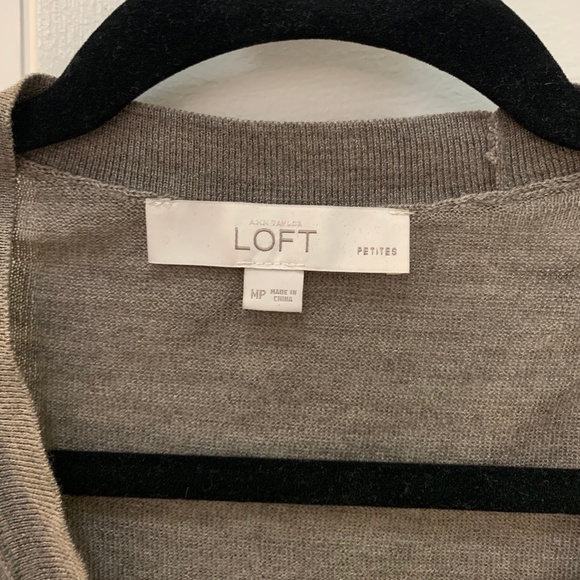 ANN TAYLOR
LOFT
PETITES
MP MADE IN
CHINA